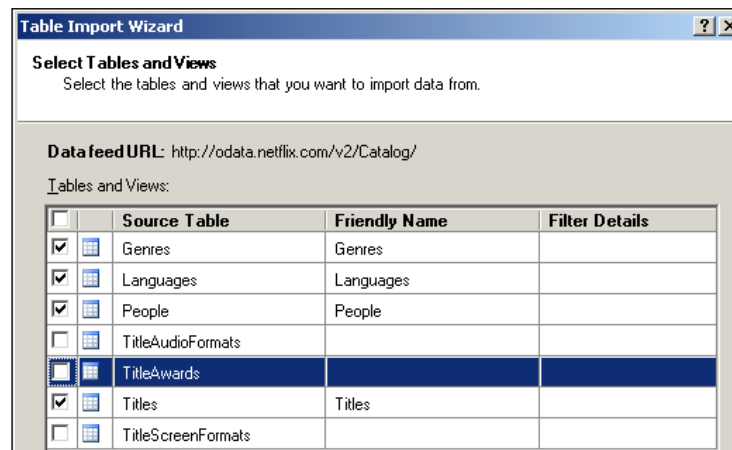 Table Import Wizard
Select Tables and Views
Select the tables and views that you want to import data from.
Data feed URL: http://odata.netflix.com/v2/Catalog/
Tables and Views:
Source Table Friendly Name Filter Details
Genres Genres
Languages Languages
People People
TitleAudioFormats
TitleAwards
Titles Titles
TitleScreenFormats